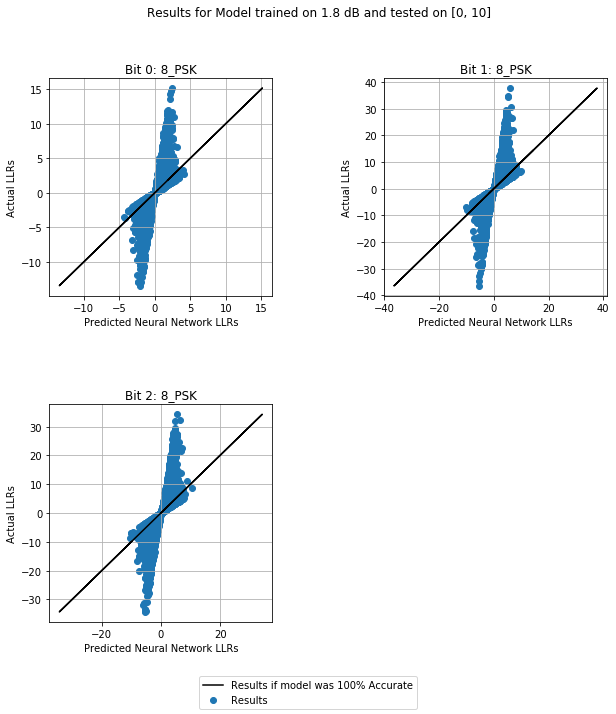 Results for Model trained on 1.8 dB and tested on [0, 10]
Bit 0: 8_PSK
15
10
5
0
−5
−10
Actual LLRs
−10 −5 0 5 10 15
Predicted Neural Network LLRs
Bit 1: 8_PSK
40
30
20
10
0
−10
−20
−30
−40
Actual LLRs
−40 −20 0 20 40
Predicted Neural Network LLRs
Bit 2: 8_PSK
30
20
10
0
−10
−20
−30
Actual LLRs
−20 0 20
Predicted Neural Network LLRs
Results if model was 100% Accurate
Results